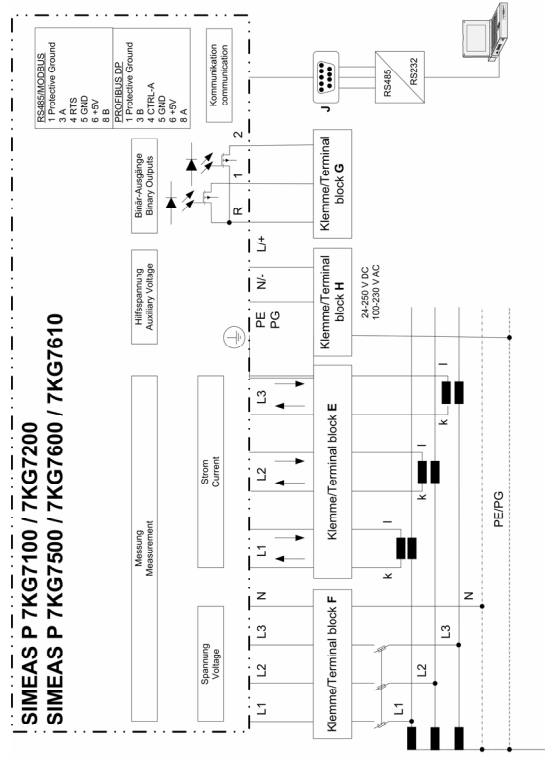 SIMEAS P 7KG7100 / 7KG7200
SIMEAS P 7KG7500 / 7KG7600 / 7KG7610
Messung
Measurement
Hilfsspannung
Auxiliary Voltage
Binär-Ausgänge
Binary Outputs
RS485/MODBUS
1 Protective Ground
3 A
4 RTS
5 GND
6 +5V
8 B
PROFIBUS DP
1 Protective Ground
3 B
4 CTRL-A
5 GND
6 +5V
8 A
Spannung
Voltage
Strom
Current
Kommunikation
communication
L1
L2
L3
N
L1
L2
L3
PE
PG
N/-
L/+
R
1
2
Klemme/Terminal block F
Klemme/Terminal block E
Klemme/Terminal
block H
Klemme/Terminal
block G
J
24-250 V DC
100-230 V AC
RS485
RS232
k
l
k
l
k
l
L1
L2
L3
N
PE/PG